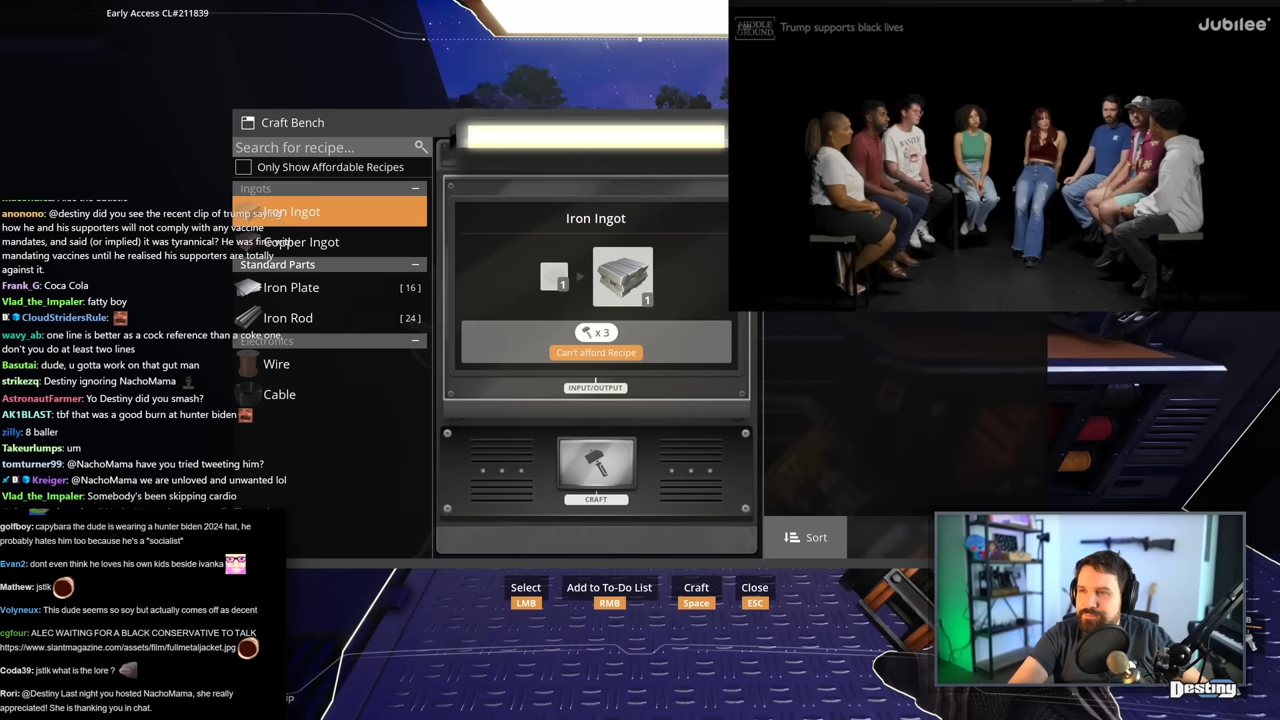 Early Access CL#211839
MIDDLE GROUND
Trump supports black lives
Jubilee
Craft Bench
Search for recipe...
Only Show Affordable Recipes
Ingots
Iron Ingot
Copper Ingot
Standard Parts
Iron Plate [ 16 ]
Iron Rod [ 24 ]
Electronics
Wire
Cable
Iron Ingot
1
1
x 3
Can't afford Recipe
INPUT/OUTPUT
CRAFT
Sort
Select
LMB
Add to To-Do List
RMB
Craft
Space
Close
ESC
anonono: @destiny did you see the recent clip of trump saying
how he and his supporters will not comply with any vaccine
mandates, and said (or implied) it was tyrannical? He was fine with
mandating vaccines until he realised his supporters are totally
against it.
Frank_G: Coca Cola
Vlad_the_Impaler: fatty boy
CloudStridersRule:
wavy_ab: one line is better as a cock reference than a coke one,
don't you do at least two lines
Basutai: dude, u gotta work on that gut man
strikezq: Destiny ignoring NachoMama
AstronautFarmer: Yo Destiny did you smash?
AK1BLAST: tbf that was a good burn at hunter biden
zilly: 8 baller
Takeurlumps: um
tomturner99: @NachoMama have you tried tweeting him?
Kreiger: @NachoMama we are unloved and unwanted lol
Vlad_the_Impaler: Somebody's been skipping cardio
golfboy: capybara the dude is wearing a hunter biden 2024 hat, he
probably hates him too because he's a "socialist"
Evan2: dont even think he loves his own kids beside ivanka
Mathew: jstlk
Volyneux: This dude seems so soy but actually comes off as decent
cgfour: ALEC WAITING FOR A BLACK CONSERVATIVE TO TALK
https://www.slantmagazine.com/assets/film/fullmetaljacket.jpg
Coda39: jstlk what is the lore ?
Rori: @Destiny Last night you hosted NachoMama, she really
appreciated! She is thanking you in chat.
Destiny